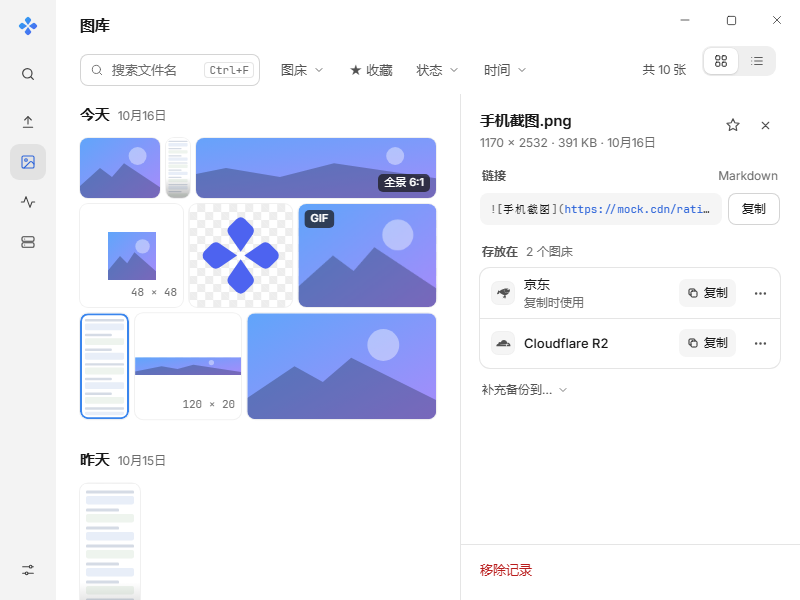 图库
搜索文件名 Ctrl+F
图床 ★ 收藏 状态 时间 共 10 张
今天 10月16日
全景 6:1
48 × 48
GIF
120 × 20
昨天 10月15日
手机截图.png
1170 × 2532 · 391 KB · 10月16日
链接 Markdown
![手机截图](https://mock.cdn/rati… 复制
存放在 2 个图床
京东
复制时使用
复制
Cloudflare R2 复制
补充备份到...
移除记录